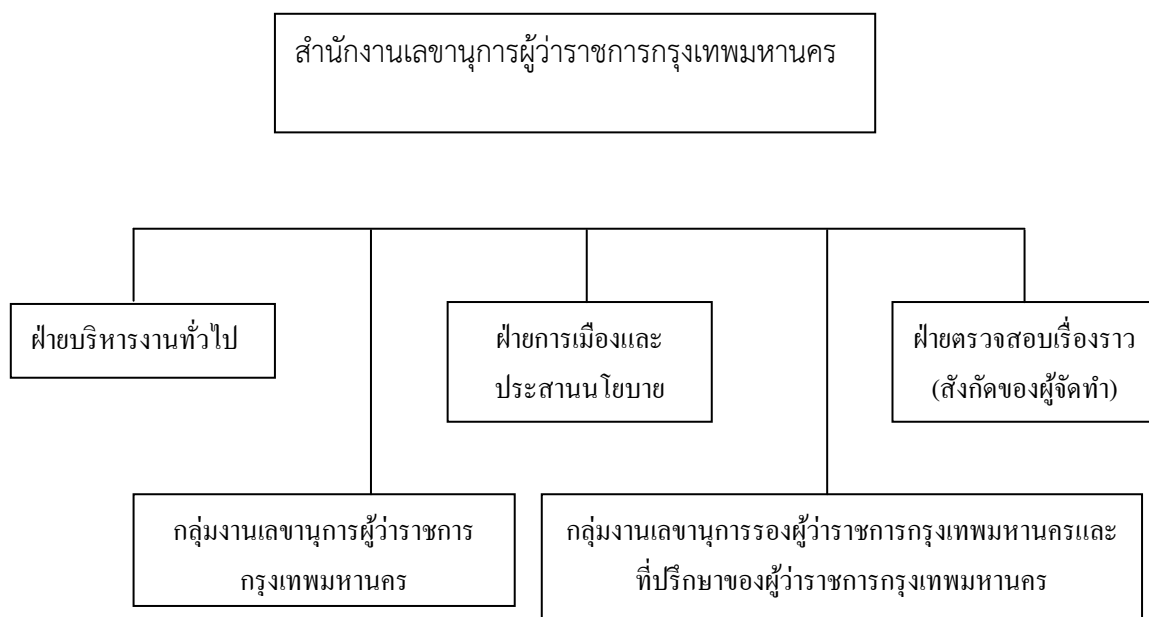 สำนักงานเลขานุการผู้ว่าราชการกรุงเทพมหานคร
ฝ่ายบริหารงานทั่วไป
ฝ่ายการเมืองและ
ประสานนโยบาย
ฝ่ายตรวจสอบเรื่องราว
(สังกัดของผู้จัดทำ)
กลุ่มงานเลขานุการผู้ว่าราชการ
กรุงเทพมหานคร
กลุ่มงานเลขานุการรองผู้ว่าราชการกรุงเทพมหานครและ
ที่ปรึกษาของผู้ว่าราชการกรุงเทพมหานคร